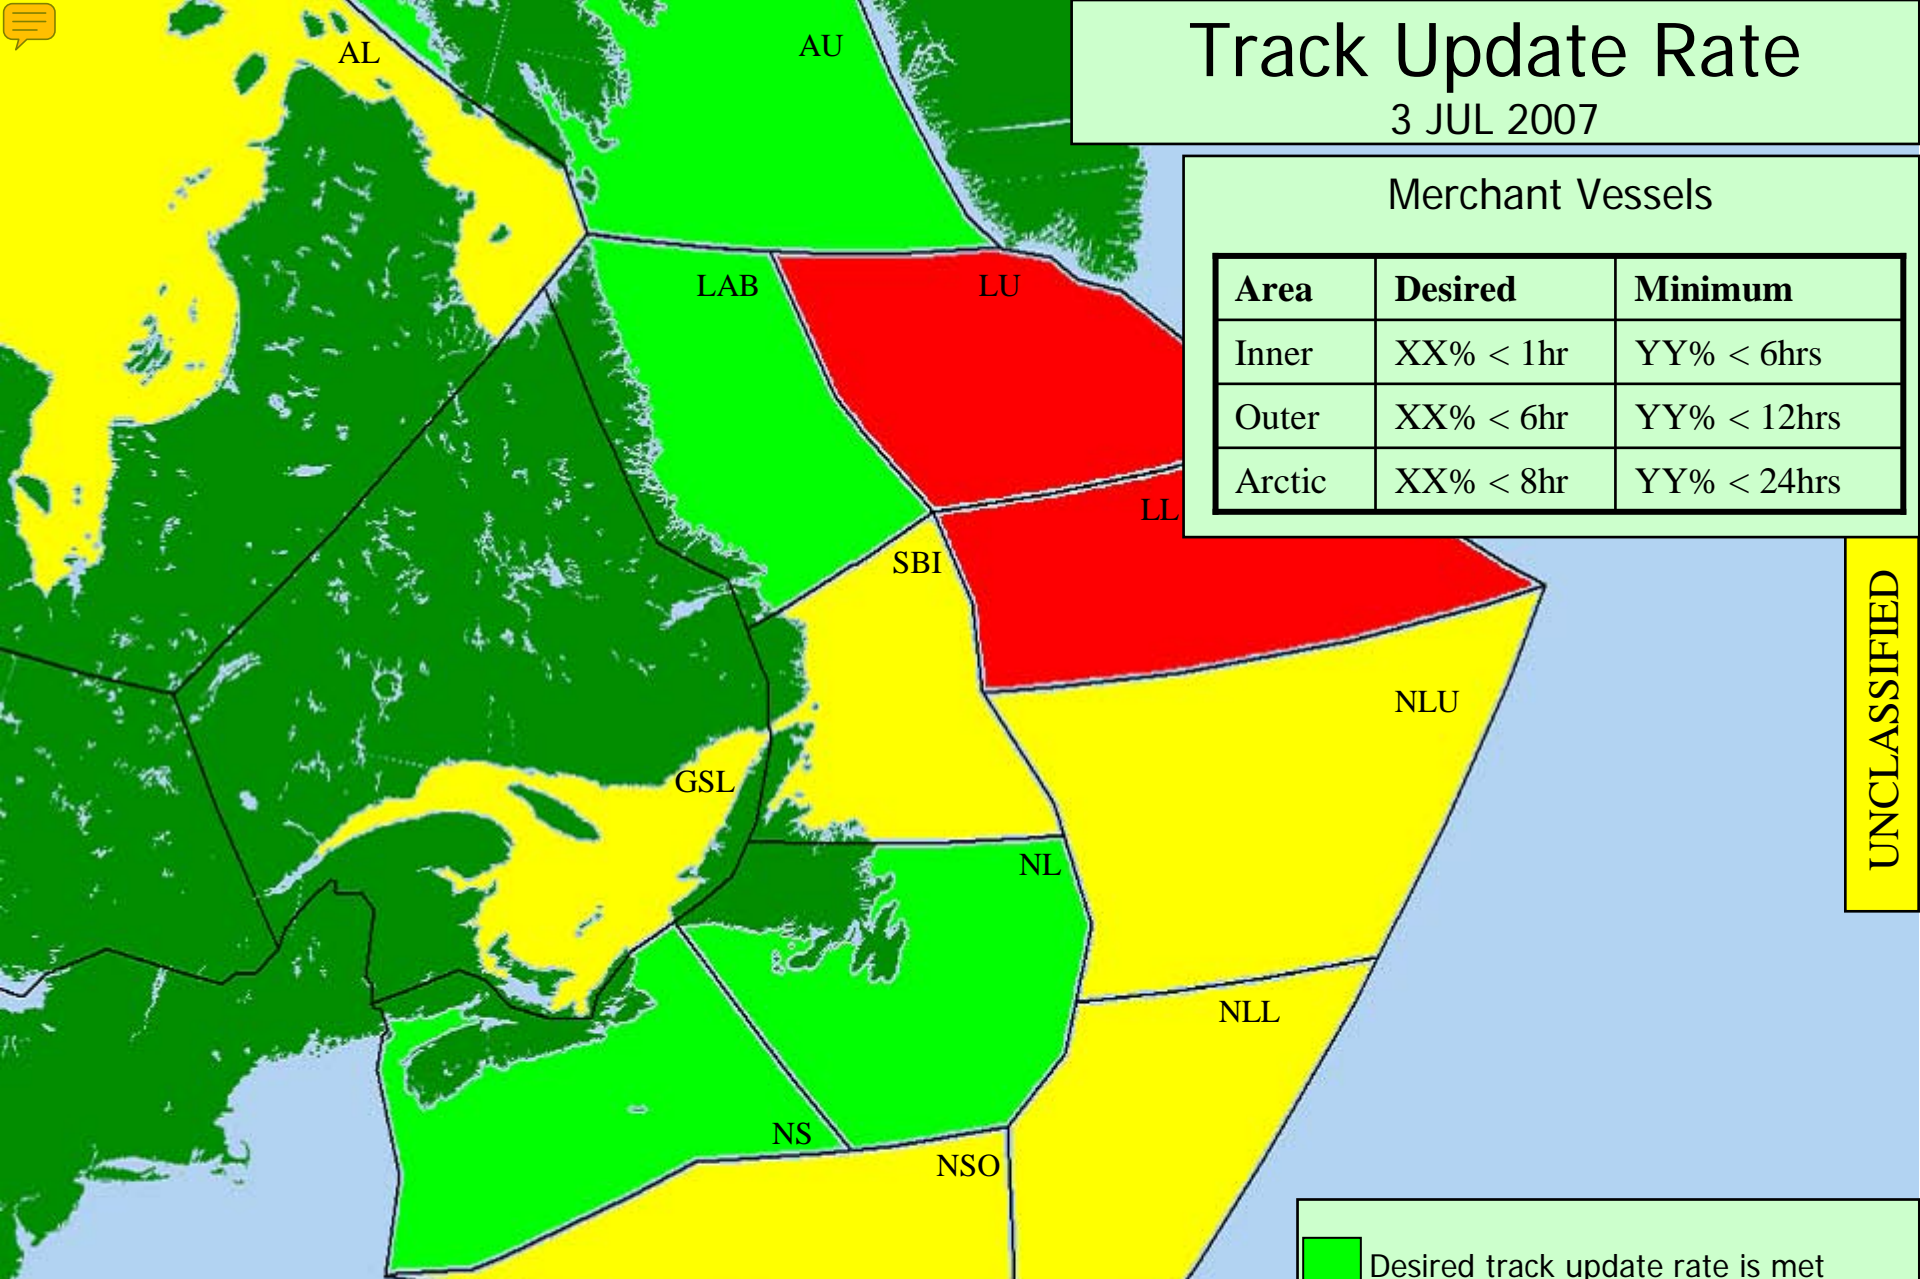 Track Update Rate
3 JUL 2007
Merchant Vessels
Area Desired Minimum
Inner XX% < 1hr YY% < 6hrs
Outer XX% < 6hr YY% < 12hrs
Arctic XX% < 8hr YY% < 24hrs
AL
AU
LAB
LU
LL
SBI
NLU
GSL
NL
NLL
NS
NSO
UNCLASSIFIED
Desired track update rate is met